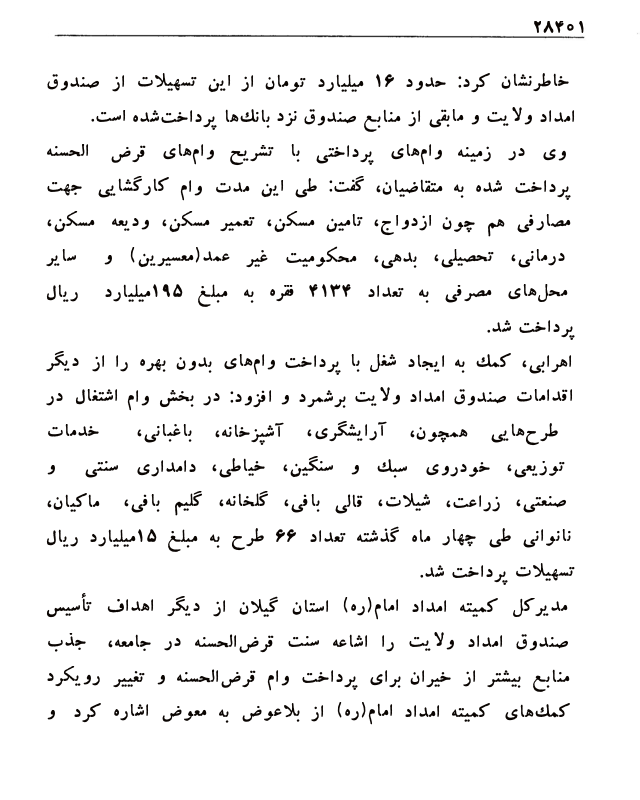 ۲۸۴۰۱
خاطرنشان کرد: حدود ۱۶ میلیارد تومان از این تسهیلات از صندوق
امداد ولایت و مابقی از منابع صندوق نزد بانك‌ها پرداخت‌شده است.
وی در زمینه وام‌های پرداختی با تشریح وام‌های قرض الحسنه
پرداخت شده به متقاضیان، گفت: طی این مدت وام کارگشایی جهت
مصارفی هم چون ازدواج، تامین مسکن، تعمیر مسکن، ودیعه مسکن،
درمانی، تحصیلی، بدهی، محکومیت غیر عمد(معسیرین) و سایر
محل‌های مصرفی به تعداد ۴۱۳۴ فقره به مبلغ ۱۹۵میلیارد ریال
پرداخت شد.
اهرابی، کمك به ایجاد شغل با پرداخت وام‌های بدون بهره را از دیگر
اقدامات صندوق امداد ولایت برشمرد و افزود: در بخش وام اشتغال در
طرح‌هایی همچون، آرایشگری، آشپزخانه، باغبانی، خدمات
توزیعی، خودروی سبك و سنگین، خیاطی، دامداری سنتی و
صنعتی، زراعت، شیلات، قالی بافی، گلخانه، گلیم بافی، ماکیان،
نانوانی طی چهار ماه گذشته تعداد ۶۶ طرح به مبلغ ۱۵میلیارد ریال
تسهیلات پرداخت شد.
مدیرکل کمیته امداد امام(ره) استان گیلان از دیگر اهداف تأسیس
صندوق امداد ولایت را اشاعه سنت قرض‌الحسنه در جامعه، جذب
منابع بیشتر از خیران برای پرداخت وام قرض‌الحسنه و تغییر رویکرد
کمك‌های کمیته امداد امام(ره) از بلاعوض به معوض اشاره کرد و